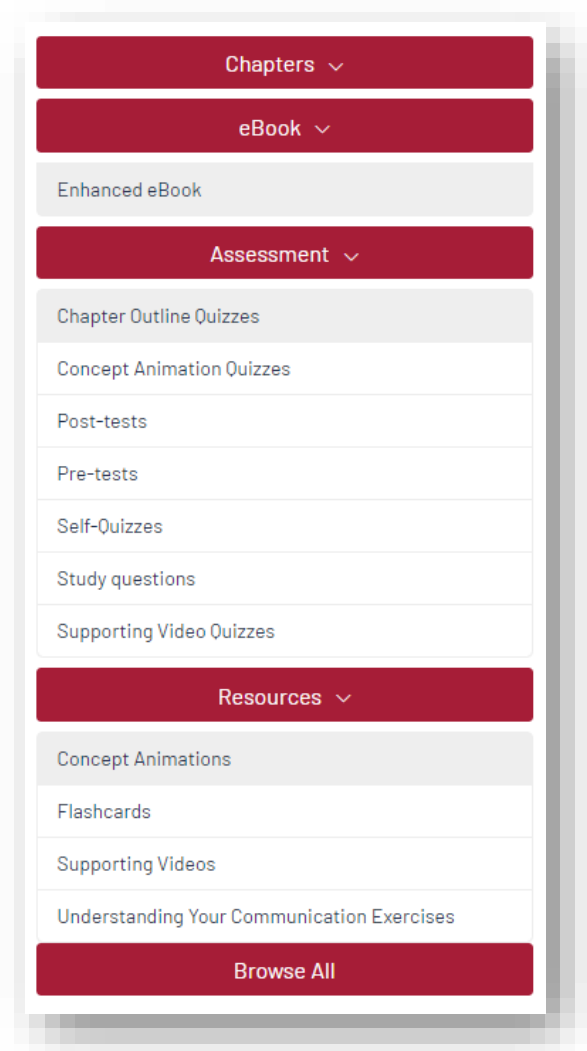 Chapters
eBook
Enhanced eBook
Assessment
Chapter Outline Quizzes
Concept Animation Quizzes
Post-tests
Pre-tests
Self-Quizzes
Study questions
Supporting Video Quizzes
Resources
Concept Animations
Flashcards
Supporting Videos
Understanding Your Communication Exercises
Browse All